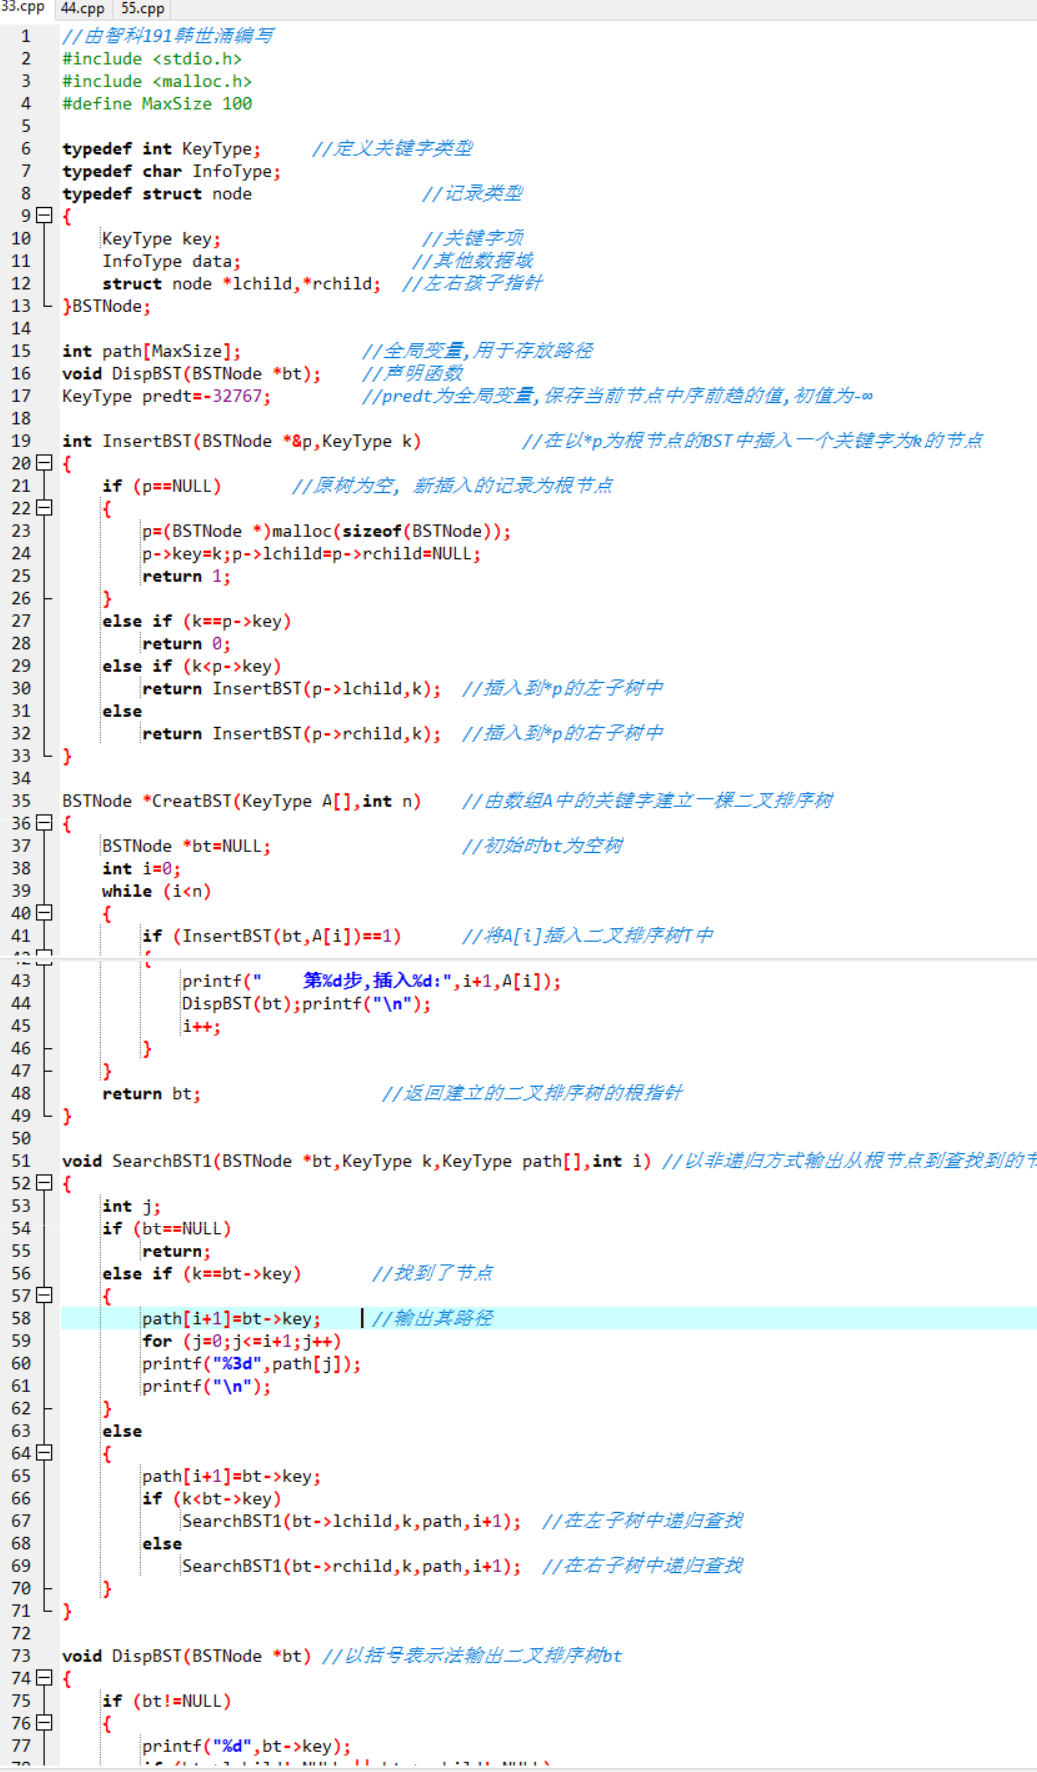 33.cpp 44.cpp 55.cpp
1 //由智科191韩世涌编写
2 #include <stdio.h>
3 #include <malloc.h>
4 #define MaxSize 100
5
6 typedef int KeyType; //定义关键字类型
7 typedef char InfoType;
8 typedef struct node //记录类型
9 {
10 KeyType key; //关键字项
11 InfoType data; //其他数据域
12 struct node *lchild,*rchild; //左右孩子指针
13 }BSTNode;
14
15 int path[MaxSize]; //全局变量,用于存放路径
16 void DispBST(BSTNode *bt); //声明函数
17 KeyType predt=-32767; //predt为全局变量,保存当前节点中序前趋的值,初值为-∞
18
19 int InsertBST(BSTNode *&p,KeyType k) //在以*p为根节点的BST中插入一个关键字为k的节点
20 {
21 if (p==NULL) //原树为空, 新插入的记录为根节点
22 {
23 p=(BSTNode *)malloc(sizeof(BSTNode));
24 p->key=k;p->lchild=p->rchild=NULL;
25 return 1;
26 }
27 else if (k==p->key)
28 return 0;
29 else if (k<p->key)
30 return InsertBST(p->lchild,k); //插入到*p的左子树中
31 else
32 return InsertBST(p->rchild,k); //插入到*p的右子树中
33 }
34
35 BSTNode *CreatBST(KeyType A[],int n) //由数组A中的关键字建立一棵二叉排序树
36 {
37 BSTNode *bt=NULL; //初始时bt为空树
38 int i=0;
39 while (i<n)
40 {
41 if (InsertBST(bt,A[i])==1) //将A[i]插入二叉排序树T中
43 printf(" 第%d步,插入%d:",i+1,A[i]);
44 DispBST(bt);printf("\n");
45 i++;
46 }
47 }
48 return bt; //返回建立的二叉排序树的根指针
49 }
50
51 void SearchBST1(BSTNode *bt,KeyType k,KeyType path[],int i) //以非递归方式输出从根节点到查找到的节
52 {
53 int j;
54 if (bt==NULL)
55 return;
56 else if (k==bt->key) //找到了节点
57 {
58 path[i+1]=bt->key; //输出其路径
59 for (j=0;j<=i+1;j++)
60 printf("%3d",path[j]);
61 printf("\n");
62 }
63 else
64 {
65 path[i+1]=bt->key;
66 if (k<bt->key)
67 SearchBST1(bt->lchild,k,path,i+1); //在左子树中递归查找
68 else
69 SearchBST1(bt->rchild,k,path,i+1); //在右子树中递归查找
70 }
71 }
72
73 void DispBST(BSTNode *bt) //以括号表示法输出二叉排序树bt
74 {
75 if (bt!=NULL)
76 {
77 printf("%d",bt->key);